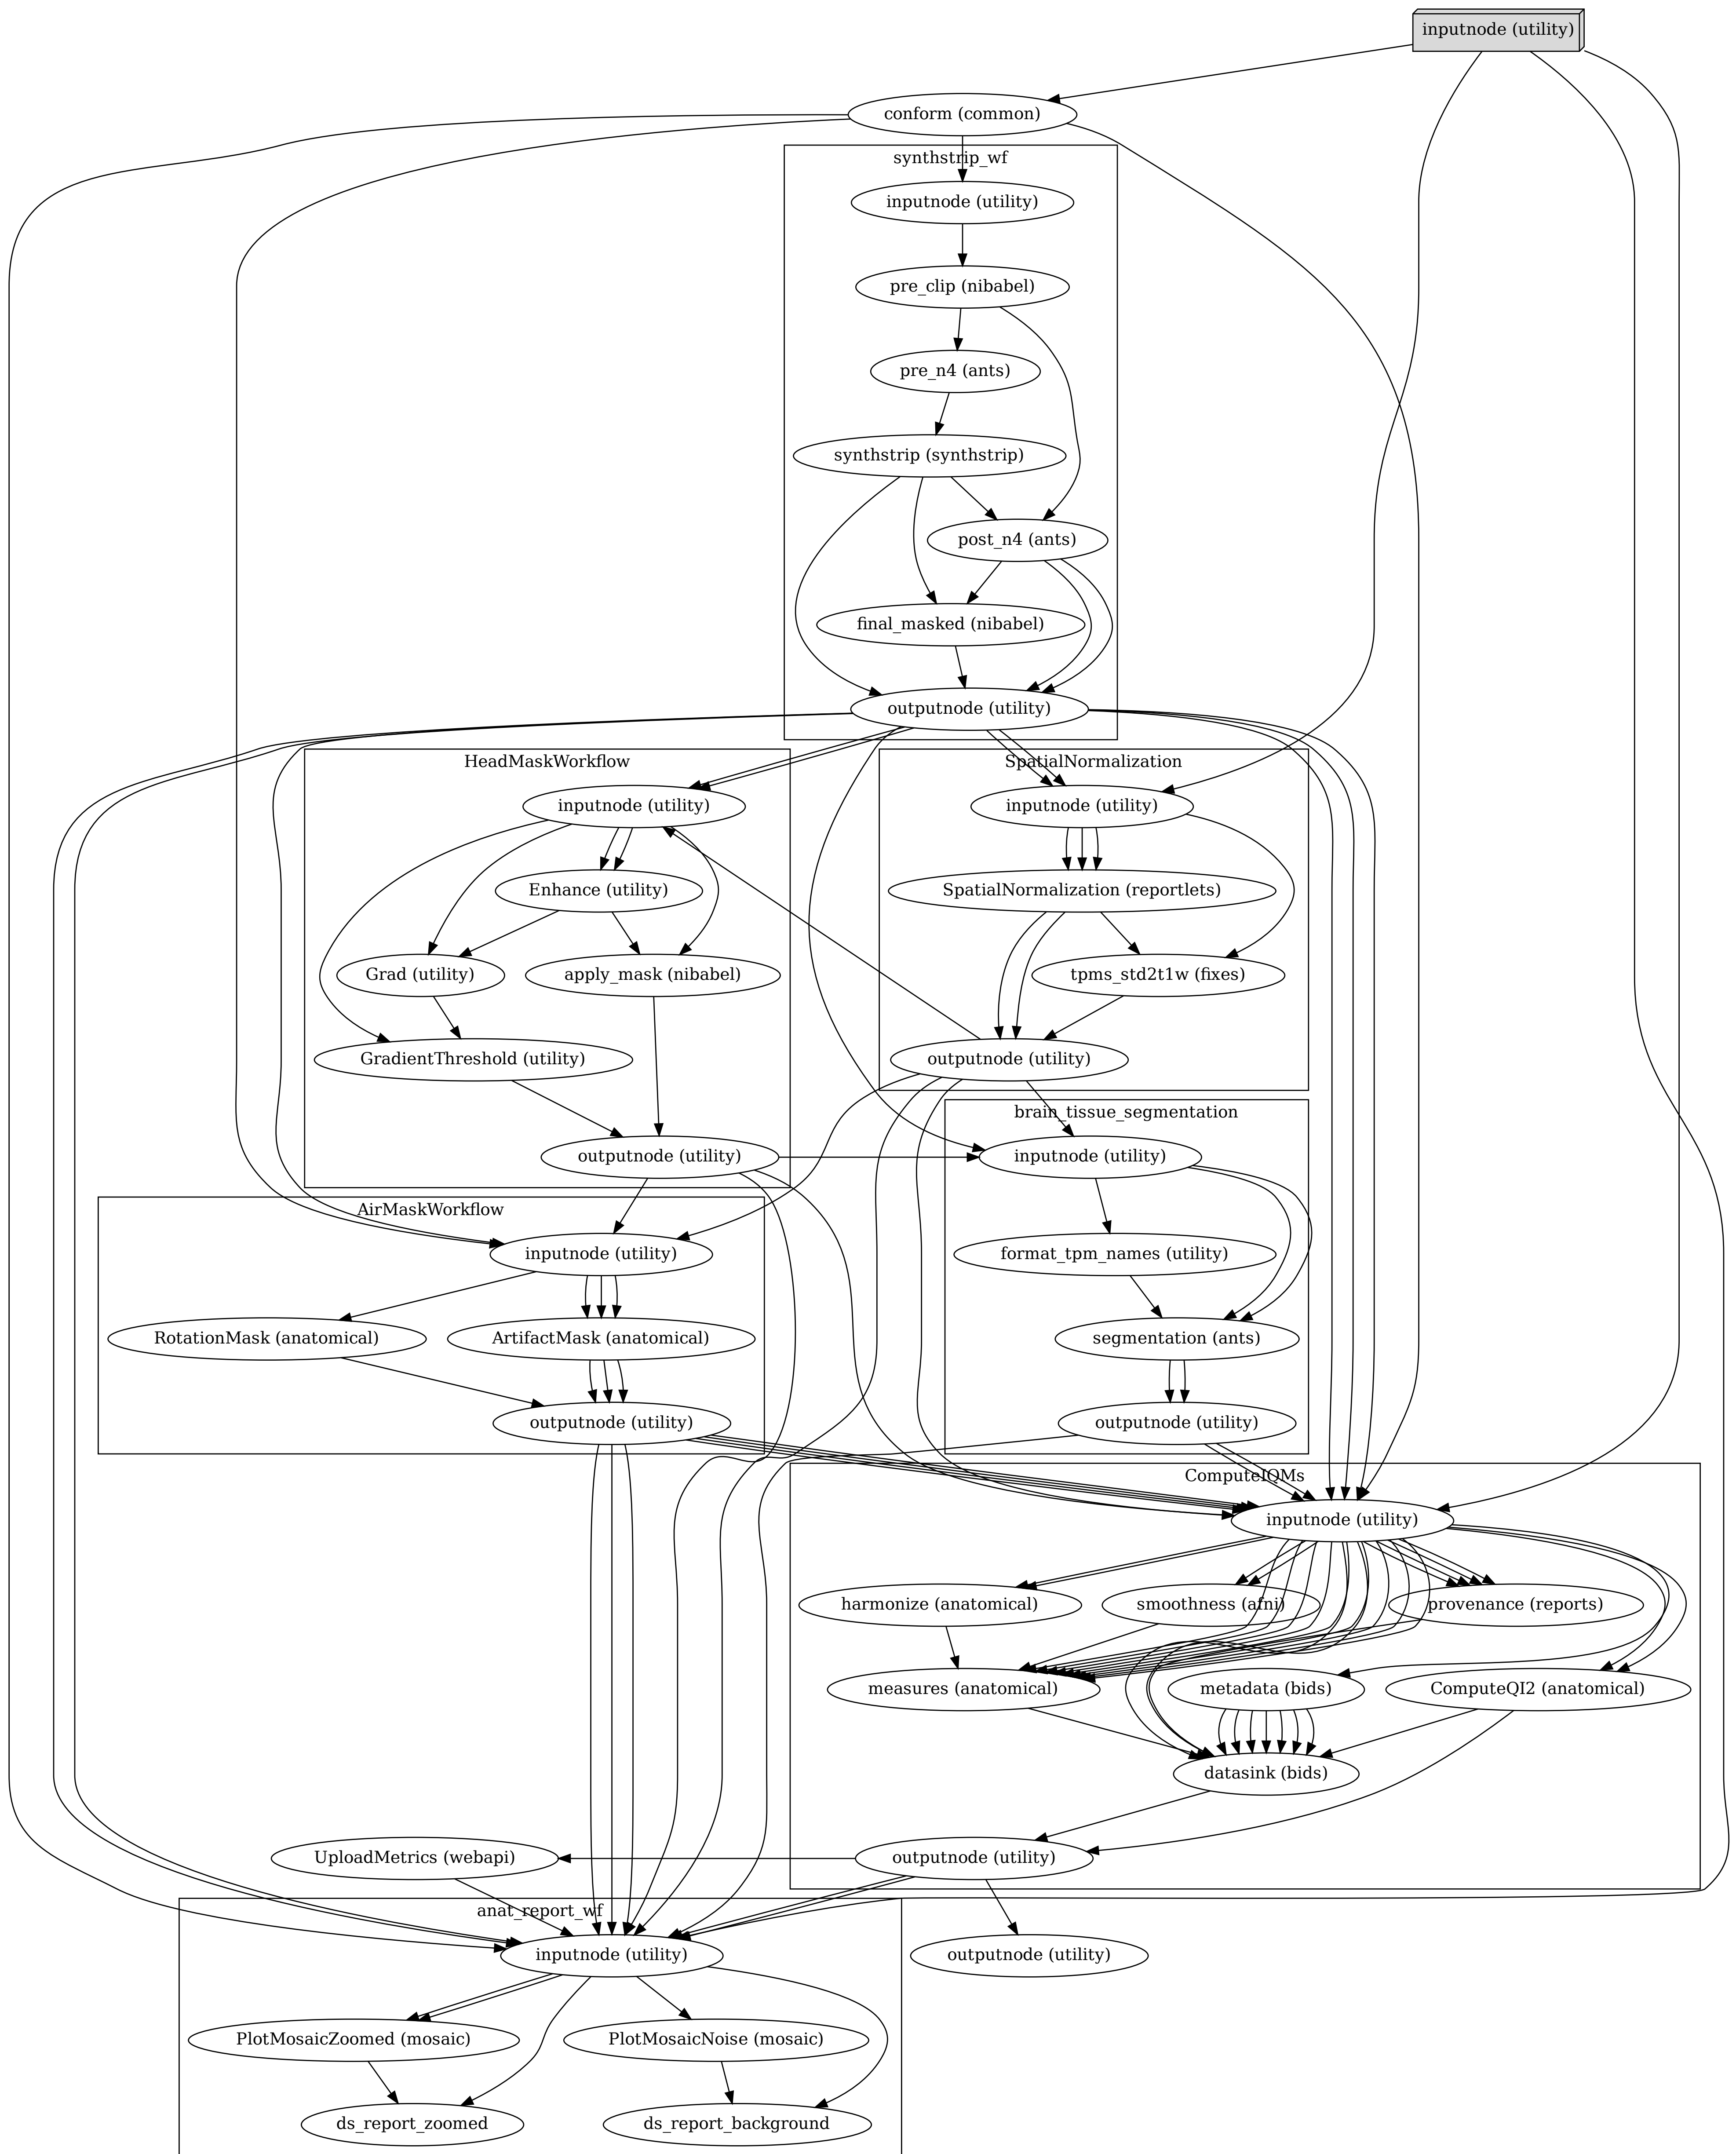 inputnode (utility)
conform (common)
synthstrip_wf
inputnode (utility)
pre_clip (nibabel)
pre_n4 (ants)
synthstrip (synthstrip)
post_n4 (ants)
final_masked (nibabel)
outputnode (utility)
HeadMaskWorkflow
inputnode (utility)
Enhance (utility)
Grad (utility)
apply_mask (nibabel)
GradientThreshold (utility)
outputnode (utility)
SpatialNormalization
inputnode (utility)
SpatialNormalization (reportlets)
tpms_std2t1w (fixes)
outputnode (utility)
brain_tissue_segmentation
inputnode (utility)
format_tpm_names (utility)
segmentation (ants)
outputnode (utility)
AirMaskWorkflow
inputnode (utility)
RotationMask (anatomical)
ArtifactMask (anatomical)
outputnode (utility)
ComputeIQMs
inputnode (utility)
harmonize (anatomical)
smoothness (afni)
provenance (reports)
measures (anatomical)
metadata (bids)
ComputeQI2 (anatomical)
datasink (bids)
outputnode (utility)
UploadMetrics (webapi)
anat_report_wf
inputnode (utility)
outputnode (utility)
PlotMosaicZoomed (mosaic)
PlotMosaicNoise (mosaic)
ds_report_zoomed
ds_report_background